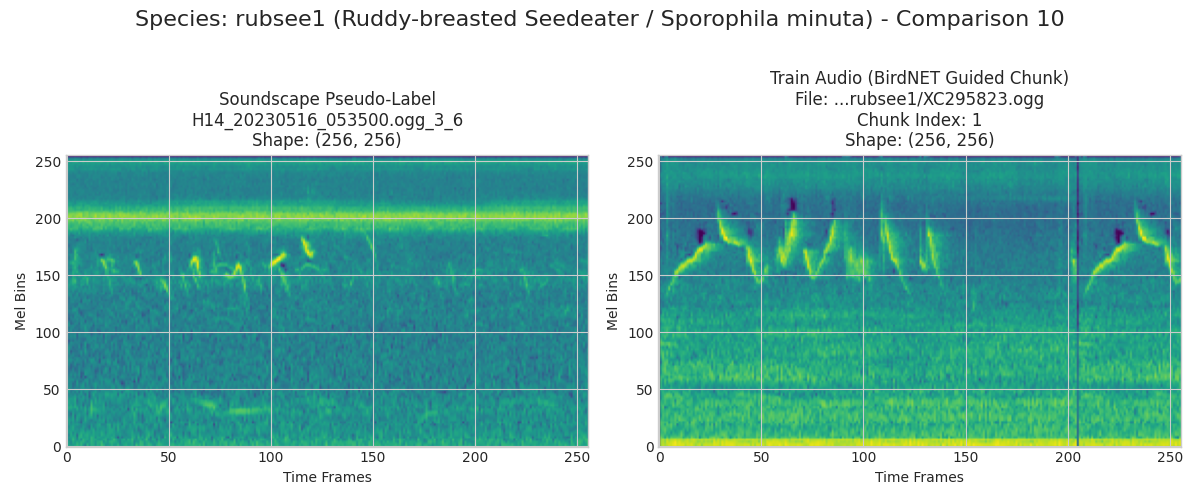 Species: rubsee1 (Ruddy-breasted Seedeater / Sporophila minuta) - Comparison 10
Soundscape Pseudo-Label
H14_20230516_053500.ogg_3_6
Shape: (256, 256)
250
200
150
100
50
0
Mel Bins
0 50 100 150 200 250
Time Frames
Train Audio (BirdNET Guided Chunk)
File: ...rubsee1/XC295823.ogg
Chunk Index: 1
Shape: (256, 256)
250
200
150
100
50
0
Mel Bins
0 50 100 150 200 250
Time Frames